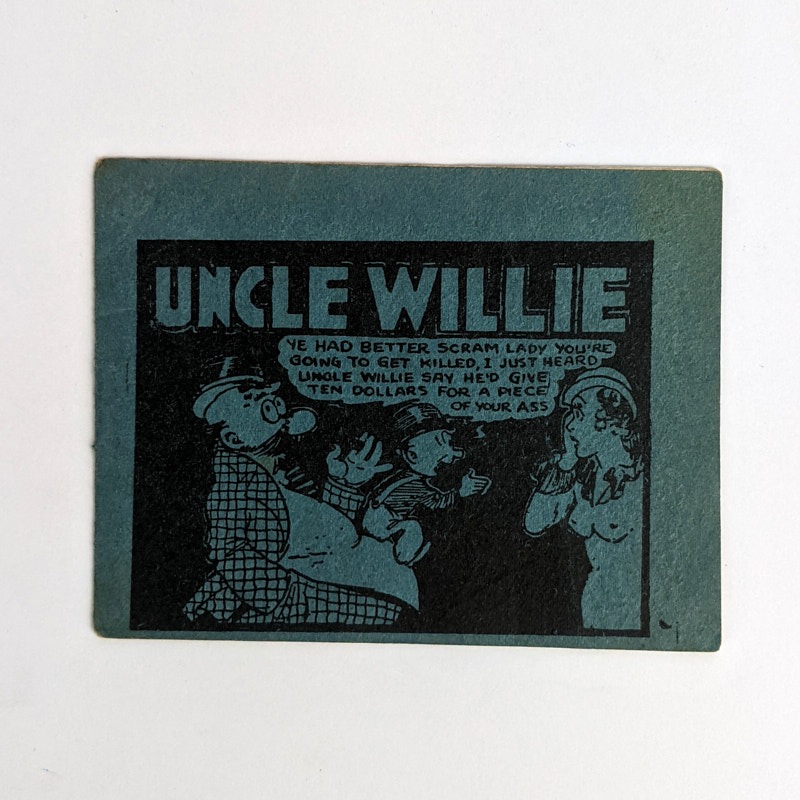 UNCLE WILLIE
YE HAD BETTER SCRAM LADY YOU'RE
GOING TO GET KILLED, I JUST HEARD
UNCLE WILLIE SAY HE'D GIVE
TEN DOLLARS FOR A PIECE
OF YOUR ASS